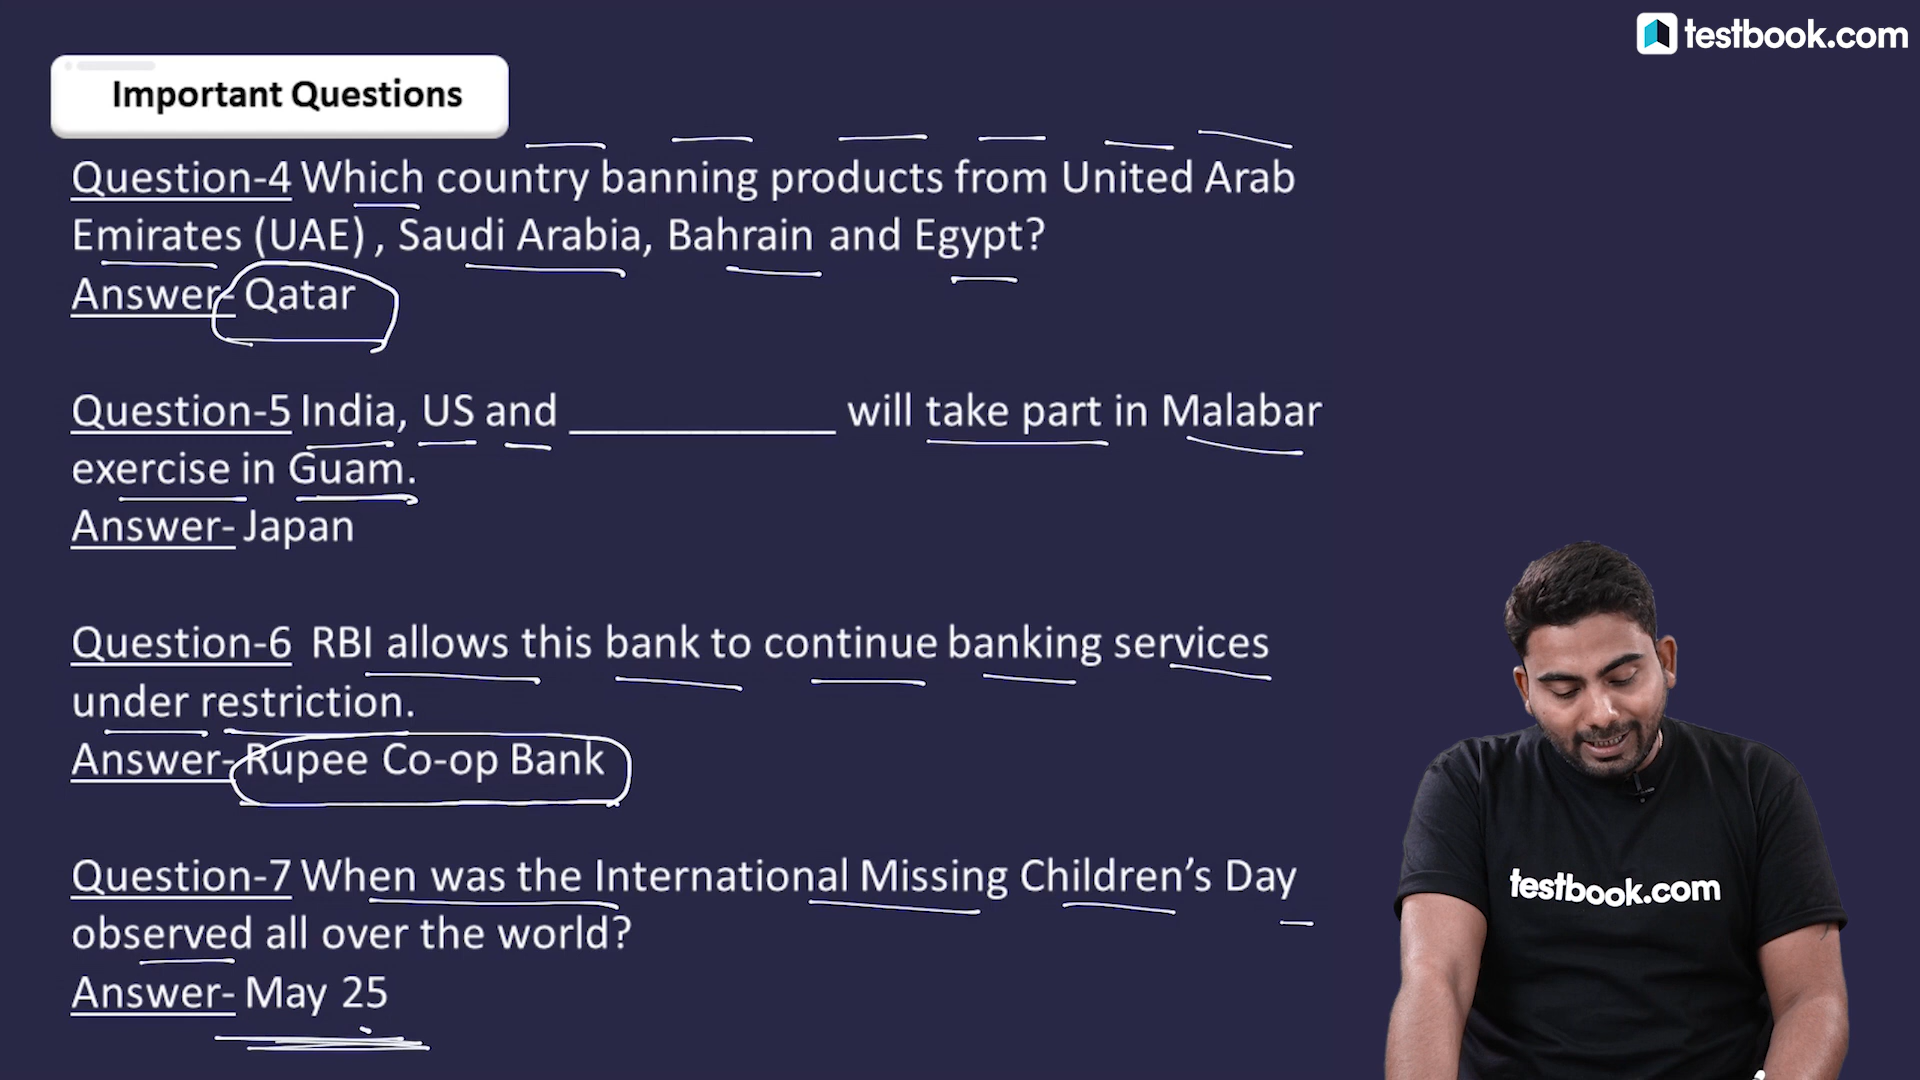 testbook.com
Important Questions
Question-4 Which country banning products from United Arab
Emirates (UAE) , Saudi Arabia, Bahrain and Egypt?
Answer- Qatar
Question-5 India, US and ____________ will take part in Malabar
exercise in Guam.
Answer- Japan
Question-6 RBI allows this bank to continue banking services
under restriction.
Answer- Rupee Co-op Bank
Question-7 When was the International Missing Children’s Day
observed all over the world?
Answer- May 25
testbook.com